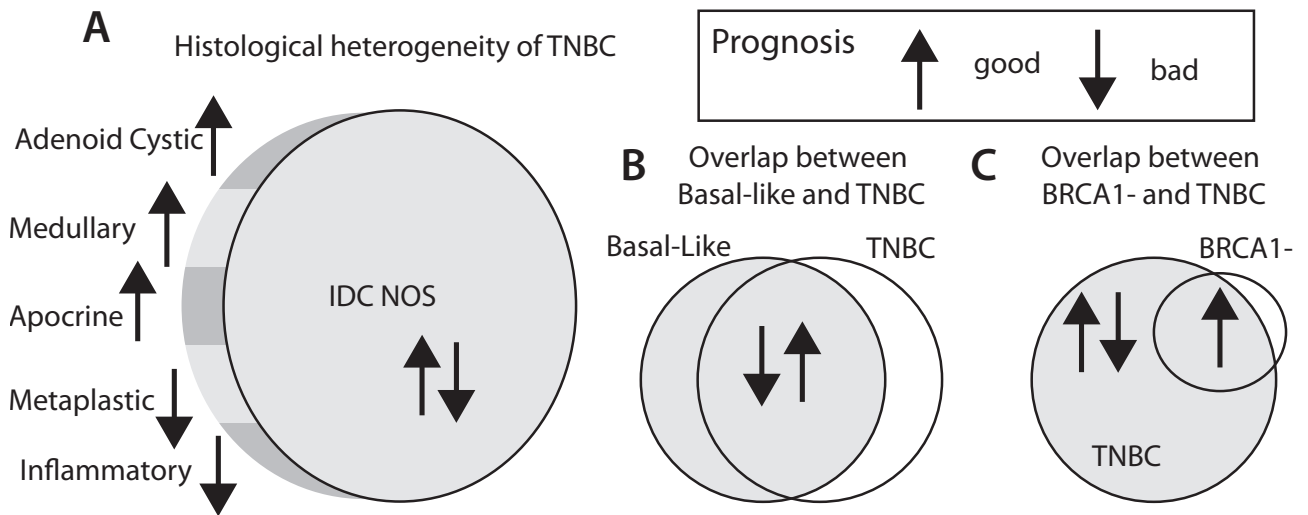 A
Histological heterogeneity of TNBC
Prognosis
good
bad
Adenoid Cystic
Medullary
Apocrine
Metaplastic
Inflammatory
IDC NOS
B
Overlap between
Basal-like and TNBC
Basal-Like
TNBC
C
Overlap between
BRCA1- and TNBC
BRCA1-
TNBC